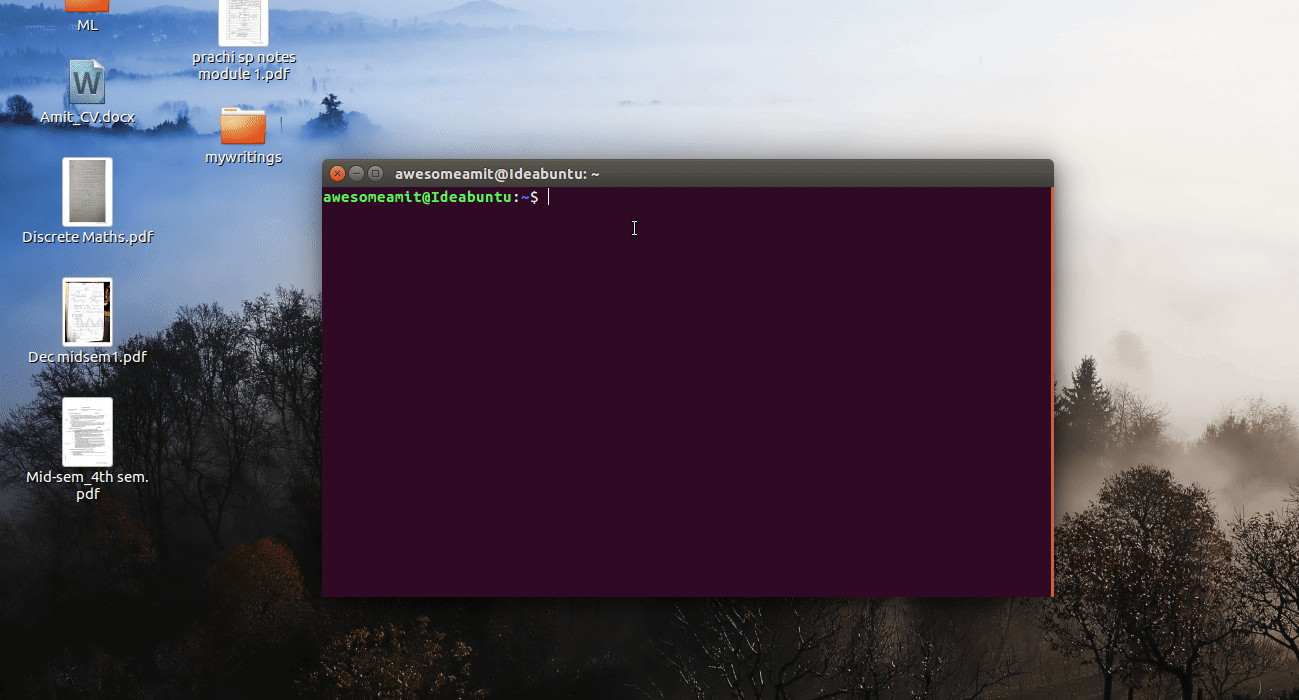 ML
prachi sp notes
module 1.pdf
Amit_CV.docx
mywritings
Discrete Maths.pdf
Dec midsem1.pdf
Mid-sem_4th sem.
pdf
awesomeamit@Ideabuntu: ~
awesomeamit@Ideabuntu:~$